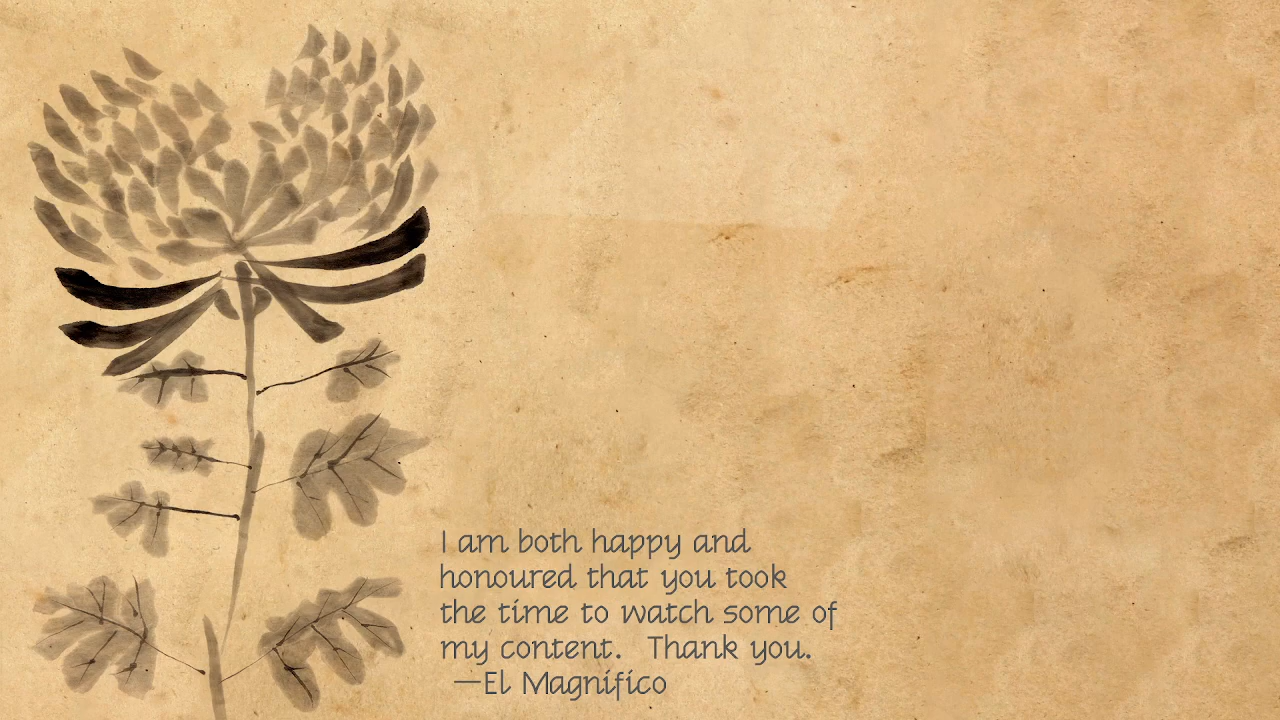 I am both happy and
honoured that you took
the time to watch some of
my content.  Thank you.
—El Magnifico